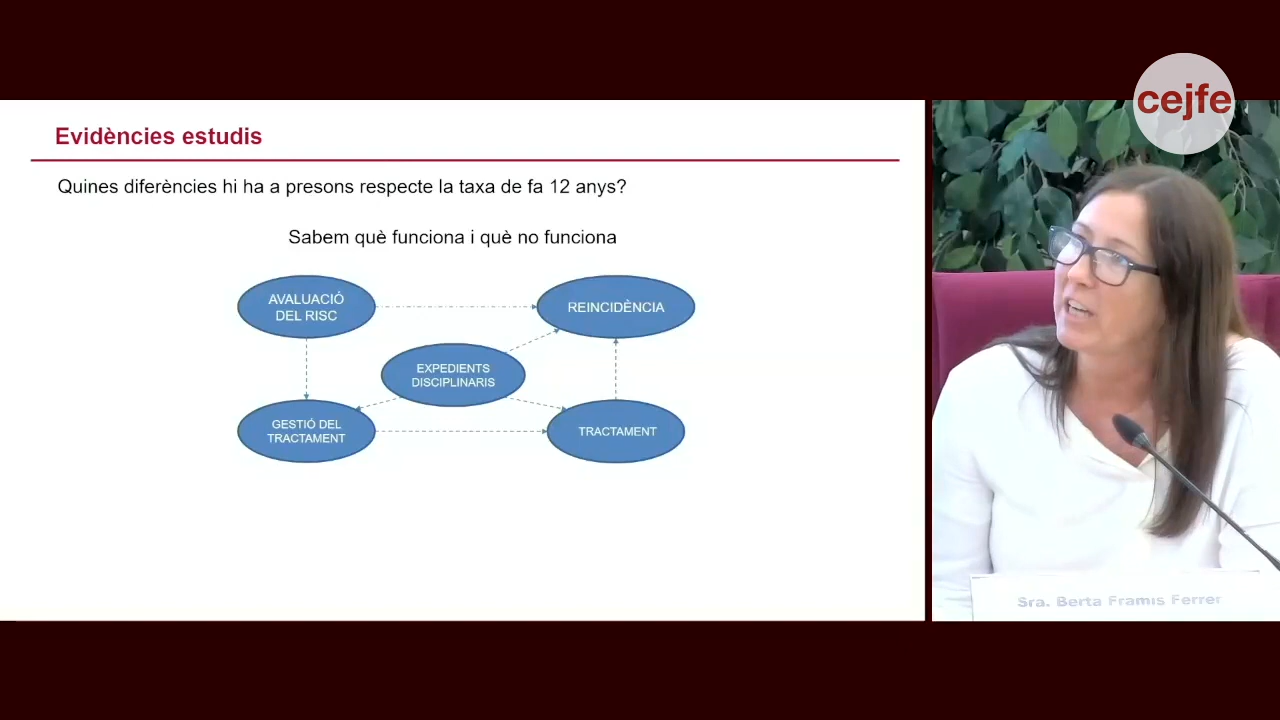 cejfe
Evidències estudis
Quines diferències hi ha a presons respecte la taxa de fa 12 anys?
Sabem què funciona i què no funciona
AVALUACIÓ
DEL RISC
REINCIDÈNCIA
EXPEDIENTS
DISCIPLINARIS
GESTIÓ DEL
TRACTAMENT
TRACTAMENT
Sra. Berta Framis Ferrer